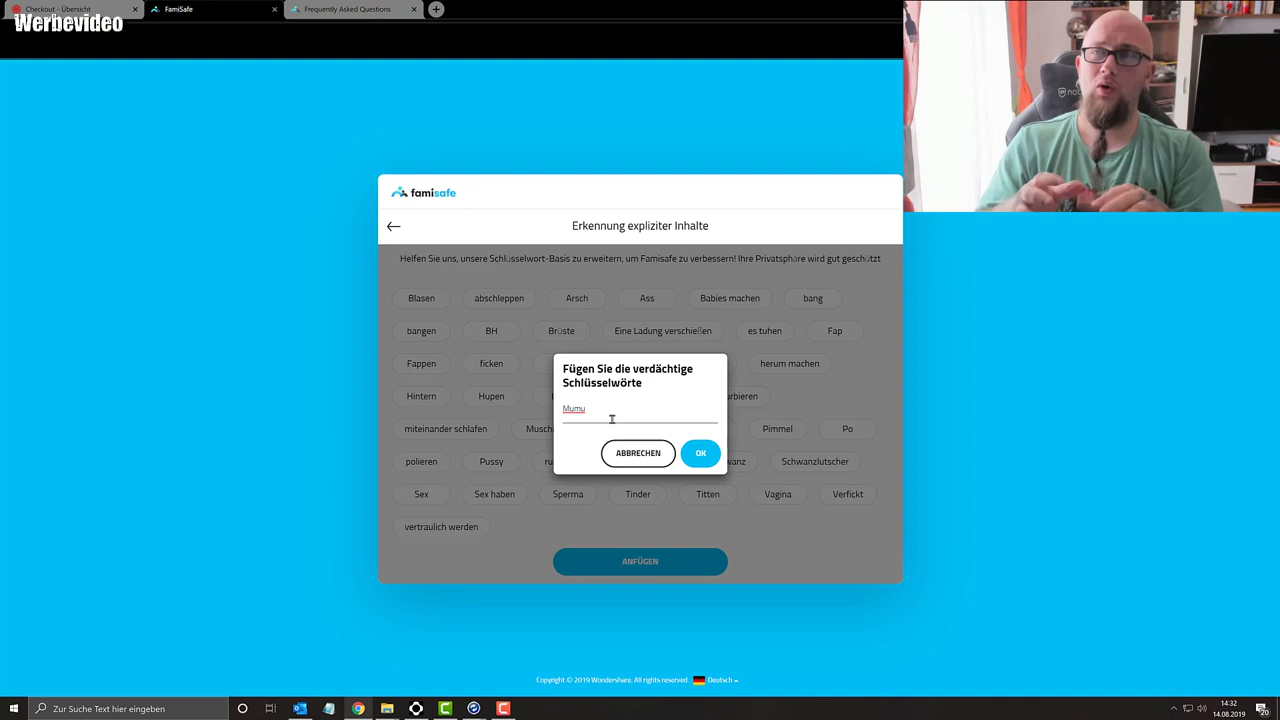 Checkout - Übersicht
FamiSafe
Frequently Asked Questions
Werbevideo
famisafe
Erkennung expliziter Inhalte
Helfen Sie uns, unsere Schlüsselwort-Basis zu erweitern, um Famisafe zu verbessern! Ihre Privatsphäre wird gut geschützt
Blasen abschleppen Arsch Ass Babies machen bang
bangen BH Brüste Eine Ladung verschießen es tuhen Fap
Fappen ficken herum machen
Hintern Hupen
miteinander schlafen Pimmel Po
polieren Pussy Schwanzlutscher
Sex Sex haben Sperma Tinder Titten Vagina Verfickt
vertraulich werden
Fügen Sie die verdächtige
Schlüsselwörte
Mumu
ABBRECHEN OK
ANFÜGEN
Copyright © 2019 Wondershare. All rights reserved. Deutsch
Zur Suche Text hier eingeben
14:32
14.08.2019
20